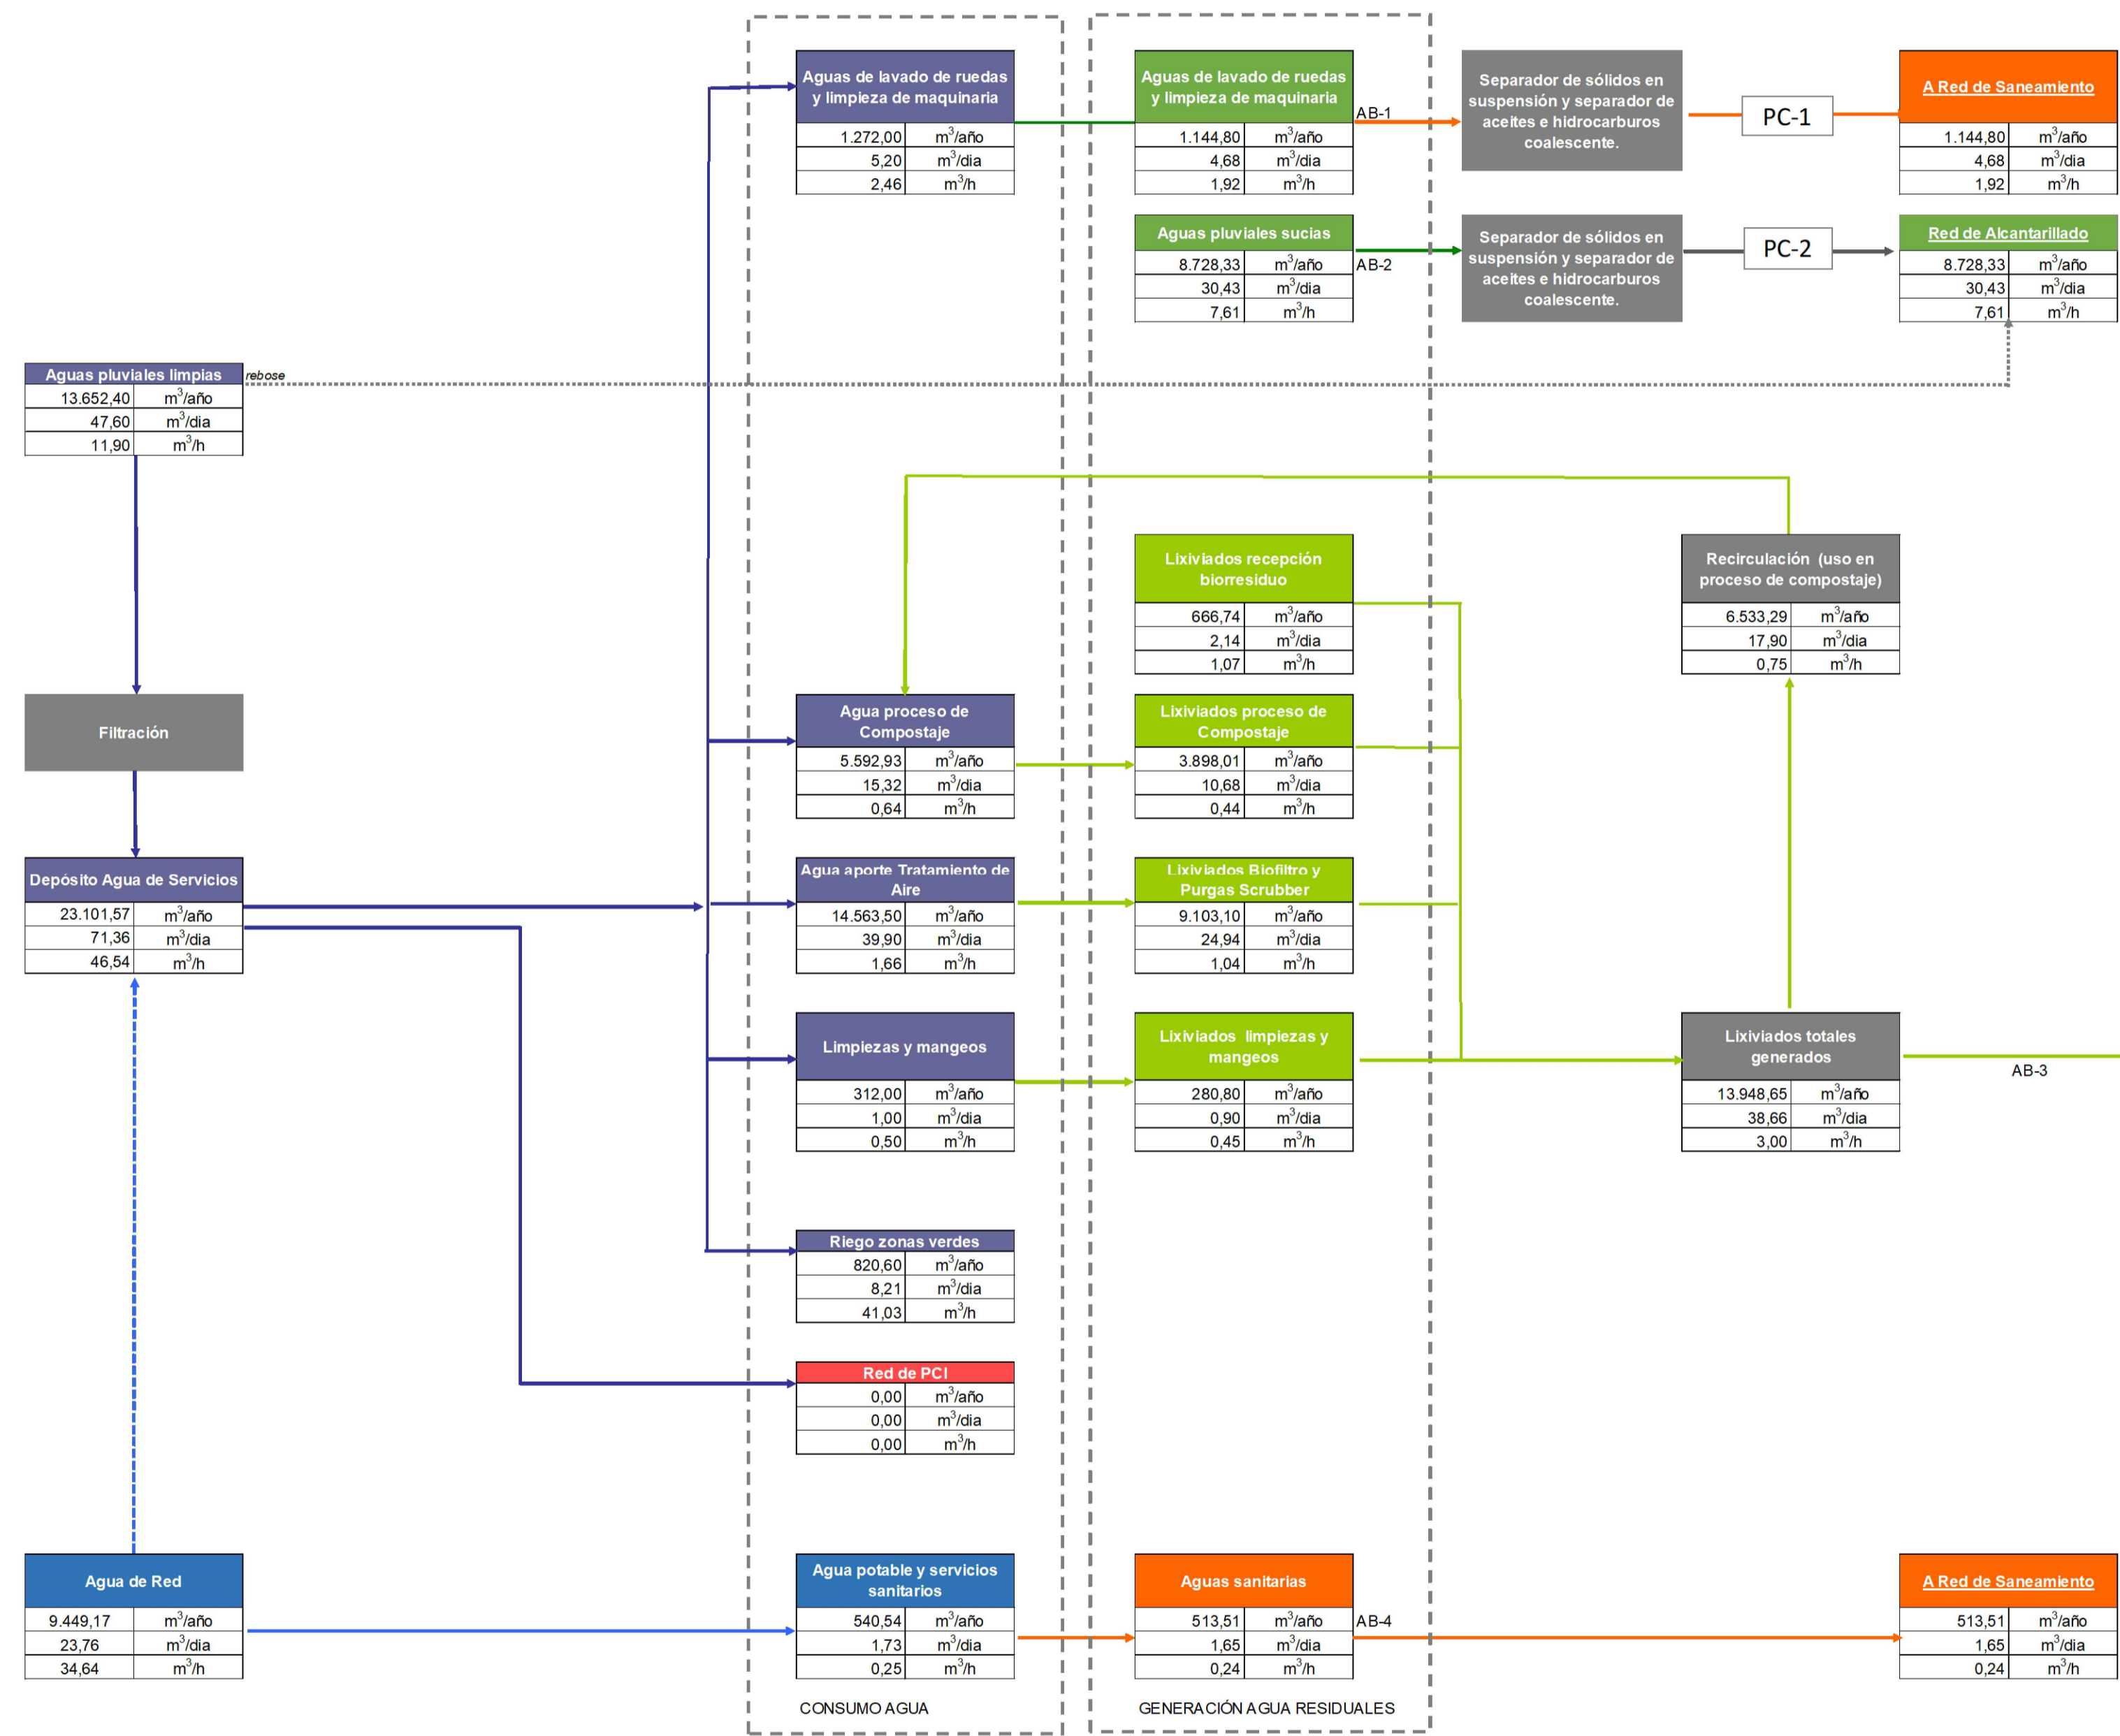 Aguas de lavado de ruedas
y limpieza de maquinaria
1.272,00 m³/año
5,20 m³/dia
2,46 m³/h
Aguas de lavado de ruedas
y limpieza de maquinaria
1.144,80 m³/año
4,68 m³/dia
1,92 m³/h
AB-1
Separador de sólidos en
suspensión y separador de
aceites e hidrocarburos
coalescente.
PC-1
A Red de Saneamiento
1.144,80 m³/año
4,68 m³/dia
1,92 m³/h
Aguas pluviales sucias
8.728,33 m³/año
30,43 m³/dia
7,61 m³/h
AB-2
Separador de sólidos en
suspensión y separador de
aceites e hidrocarburos
coalescente.
PC-2
Red de Alcantarillado
8.728,33 m³/año
30,43 m³/dia
7,61 m³/h
Aguas pluviales limpias
13.652,40 m³/año
47,60 m³/dia
11,90 m³/h
rebose
Lixiviados recepción
biorresiduo
666,74 m³/año
2,14 m³/dia
1,07 m³/h
Recirculación (uso en
proceso de compostaje)
6.533,29 m³/año
17,90 m³/dia
0,75 m³/h
Filtración
Agua proceso de
Compostaje
5.592,93 m³/año
15,32 m³/dia
0,64 m³/h
Lixiviados proceso de
Compostaje
3.898,01 m³/año
10,68 m³/dia
0,44 m³/h
Depósito Agua de Servicios
23.101,57 m³/año
71,36 m³/dia
46,54 m³/h
Agua aporte Tratamiento de
Aire
14.563,50 m³/año
39,90 m³/dia
1,66 m³/h
Lixiviados Biofiltro y
Purgas Scrubber
9.103,10 m³/año
24,94 m³/dia
1,04 m³/h
Limpiezas y mangeos
312,00 m³/año
1,00 m³/dia
0,50 m³/h
Lixiviados limpiezas y
mangeos
280,80 m³/año
0,90 m³/dia
0,45 m³/h
Lixiviados totales
generados
13.948,65 m³/año
38,66 m³/dia
3,00 m³/h
AB-3
Riego zonas verdes
820,60 m³/año
8,21 m³/dia
41,03 m³/h
Red de PCI
0,00 m³/año
0,00 m³/dia
0,00 m³/h
Agua de Red
9.449,17 m³/año
23,76 m³/dia
34,64 m³/h
Agua potable y servicios
sanitarios
540,54 m³/año
1,73 m³/dia
0,25 m³/h
Aguas sanitarias
513,51 m³/año
1,65 m³/dia
0,24 m³/h
AB-4
A Red de Saneamiento
513,51 m³/año
1,65 m³/dia
0,24 m³/h
CONSUMO AGUA
GENERACIÓN AGUA RESIDUALES